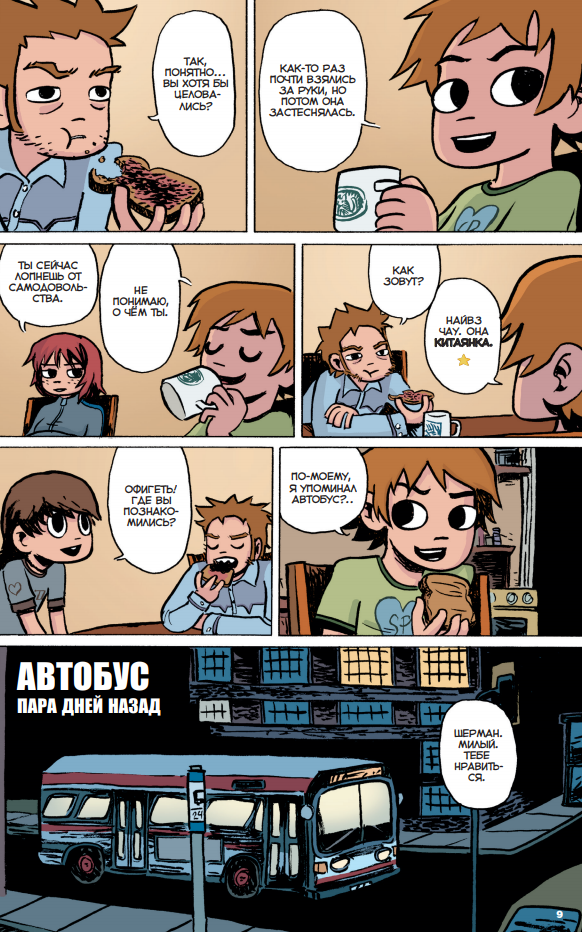 ТАК,
ПОНЯТНО...
ВЫ ХОТЯ БЫ
ЦЕЛОВА-
ЛИСЬ?
КАК-ТО РАЗ
ПОЧТИ ВЗЯЛИСЬ
ЗА РУКИ, НО
ПОТОМ ОНА
ЗАСТЕСНЯЛАСЬ.
ТЫ СЕЙЧАС
ЛОПНЕШЬ ОТ
САМОДОВОЛЬ-
СТВА.
НЕ
ПОНИМАЮ,
О ЧЁМ ТЫ.
КАК
ЗОВУТ?
НАЙВЗ
ЧАУ. ОНА
КИТАЯНКА.
ОФИГЕТЬ!
ГДЕ ВЫ
ПОЗНАКО-
МИЛИСЬ?
ПО-МОЕМУ,
Я УПОМИНАЛ
АВТОБУС?..
SP
АВТОБУС
ПАРА ДНЕЙ НАЗАД
ШЕРМАН.
МИЛЫЙ.
ТЕБЕ
НРАВИТЬ-
СЯ.
24
9